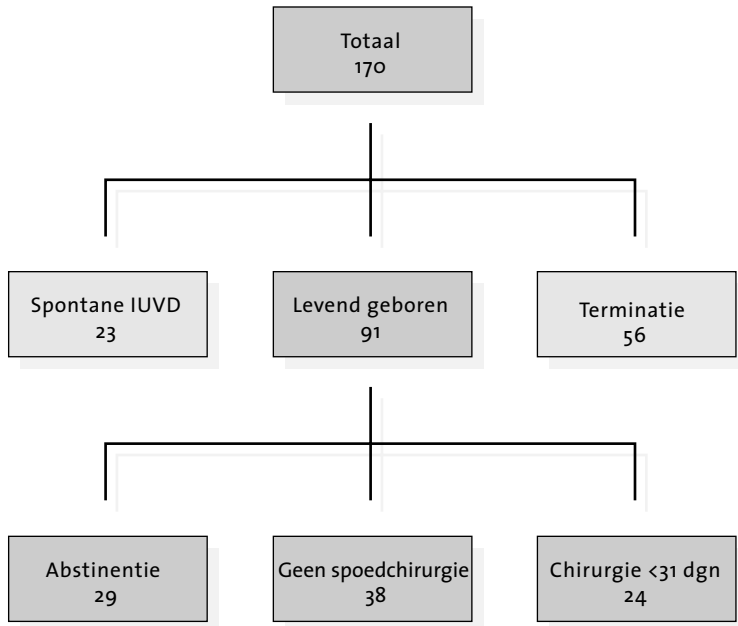 Totaal
170
Spontane IUVD
23
Levend geboren
91
Terminatie
56
Abstinentie
29
Geen spoedchirurgie
38
Chirurgie <31 dgn
24